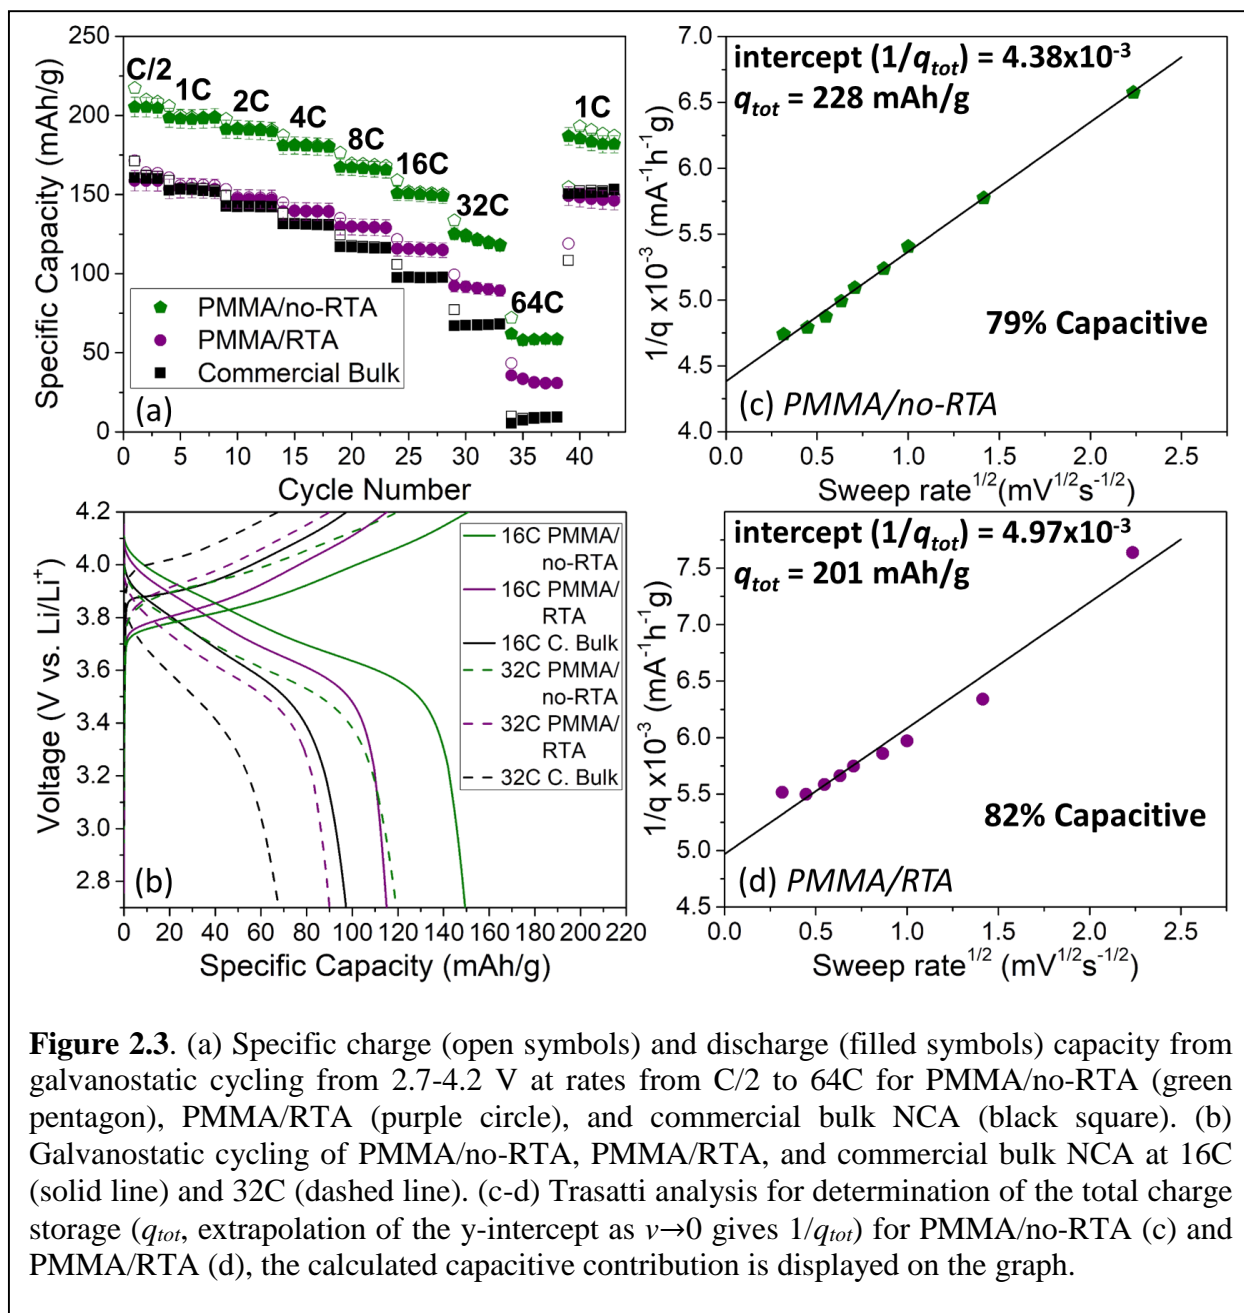 250
200
150
100
50
0
Specific Capacity (mAh/g)
C/2
1C
2C
4C
8C
16C
32C
64C
1C
PMMA/no-RTA
PMMA/RTA
Commercial Bulk
(a)
0 5 10 15 20 25 30 35 40
Cycle Number
7.0
6.5
6.0
5.5
5.0
4.5
4.0
1/q x10⁻³ (mA⁻¹h⁻¹g)
intercept (1/q_tot) = 4.38x10⁻³
q_tot = 228 mAh/g
79% Capacitive
(c) PMMA/no-RTA
0.0 0.5 1.0 1.5 2.0 2.5
Sweep rate^1/2(mV^1/2s^-1/2)
4.2
4.0
3.8
3.6
3.4
3.2
3.0
2.8
Voltage (V vs. Li/Li⁺)
16C PMMA/
no-RTA
16C PMMA/
RTA
16C C. Bulk
32C PMMA/
no-RTA
32C PMMA/
RTA
32C C. Bulk
(b)
0 20 40 60 80 100 120 140 160 180 200 220
Specific Capacity (mAh/g)
7.5
7.0
6.5
6.0
5.5
5.0
4.5
1/q x10⁻³ (mA⁻¹h⁻¹g)
intercept (1/q_tot) = 4.97x10⁻³
q_tot = 201 mAh/g
82% Capacitive
(d) PMMA/RTA
0.0 0.5 1.0 1.5 2.0 2.5
Sweep rate^1/2 (mV^1/2s^-1/2)
Figure 2.3. (a) Specific charge (open symbols) and discharge (filled symbols) capacity from
galvanostatic cycling from 2.7-4.2 V at rates from C/2 to 64C for PMMA/no-RTA (green
pentagon), PMMA/RTA (purple circle), and commercial bulk NCA (black square). (b)
Galvanostatic cycling of PMMA/no-RTA, PMMA/RTA, and commercial bulk NCA at 16C
(solid line) and 32C (dashed line). (c-d) Trasatti analysis for determination of the total charge
storage (q_tot, extrapolation of the y-intercept as v→0 gives 1/q_tot) for PMMA/no-RTA (c) and
PMMA/RTA (d), the calculated capacitive contribution is displayed on the graph.